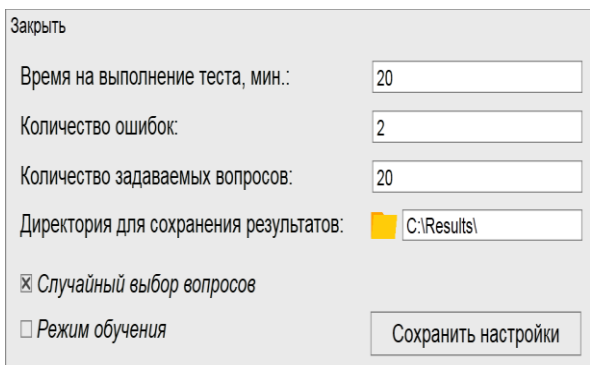 Закрыть
Время на выполнение теста, мин.: 20
Количество ошибок: 2
Количество задаваемых вопросов: 20
Директория для сохранения результатов: C:\Results\
Случайный выбор вопросов
Режим обучения Сохранить настройки